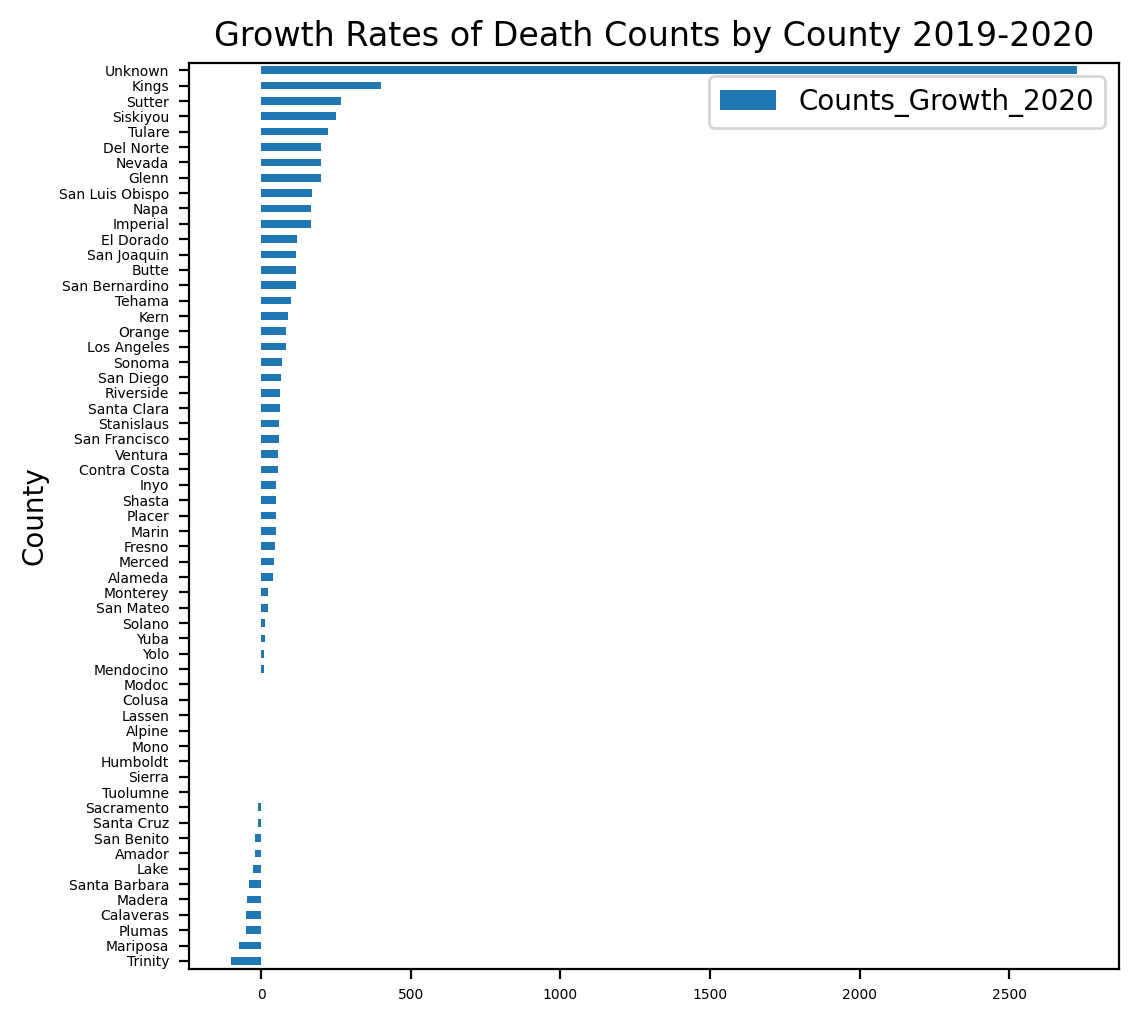 Growth Rates of Death Counts by County 2019-2020
Counts_Growth_2020
County
Unknown
Kings
Sutter
Siskiyou
Tulare
Del Norte
Nevada
Glenn
San Luis Obispo
Napa
Imperial
El Dorado
San Joaquin
Butte
San Bernardino
Tehama
Kern
Orange
Los Angeles
Sonoma
San Diego
Riverside
Santa Clara
Stanislaus
San Francisco
Ventura
Contra Costa
Inyo
Shasta
Placer
Marin
Fresno
Merced
Alameda
Monterey
San Mateo
Solano
Yuba
Yolo
Mendocino
Modoc
Colusa
Lassen
Alpine
Mono
Humboldt
Sierra
Tuolumne
Sacramento
Santa Cruz
San Benito
Amador
Lake
Santa Barbara
Madera
Calaveras
Plumas
Mariposa
Trinity
0 500 1000 1500 2000 2500